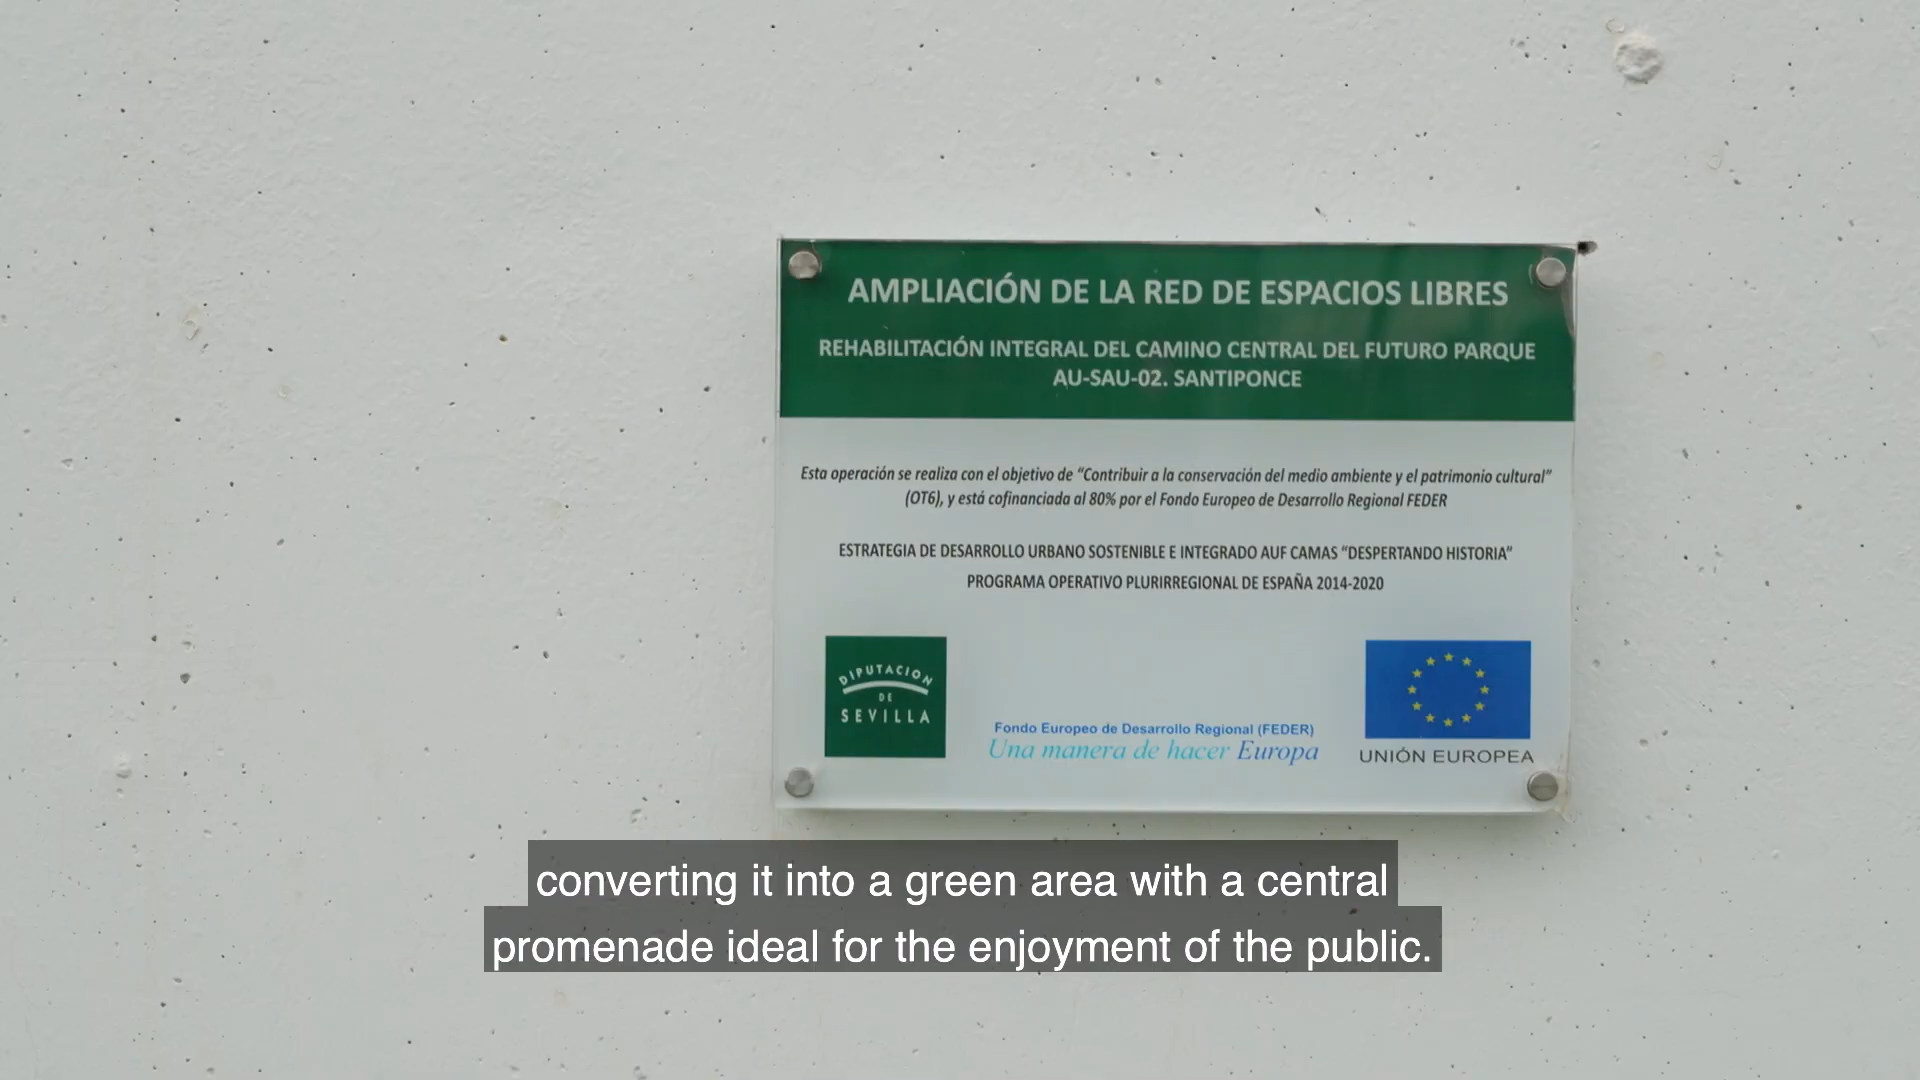 AMPLIACIÓN DE LA RED DE ESPACIOS LIBRES
REHABILITACIÓN INTEGRAL DEL CAMINO CENTRAL DEL FUTURO PARQUE
AU-SAU-02. SANTIPONCE
Esta operación se realiza con el objetivo de “Contribuir a la conservación del medio ambiente y el patrimonio cultural”
(OT6), y está cofinanciada al 80% por el Fondo Europeo de Desarrollo Regional FEDER
ESTRATEGIA DE DESARROLLO URBANO SOSTENIBLE E INTEGRADO AUF CAMAS “DESPERTANDO HISTORIA”
PROGRAMA OPERATIVO PLURIRREGIONAL DE ESPAÑA 2014-2020
DIPUTACION
DE
SEVILLA
Fondo Europeo de Desarrollo Regional (FEDER)
Una manera de hacer Europa
UNIÓN EUROPEA
converting it into a green area with a central
promenade ideal for the enjoyment of the public.